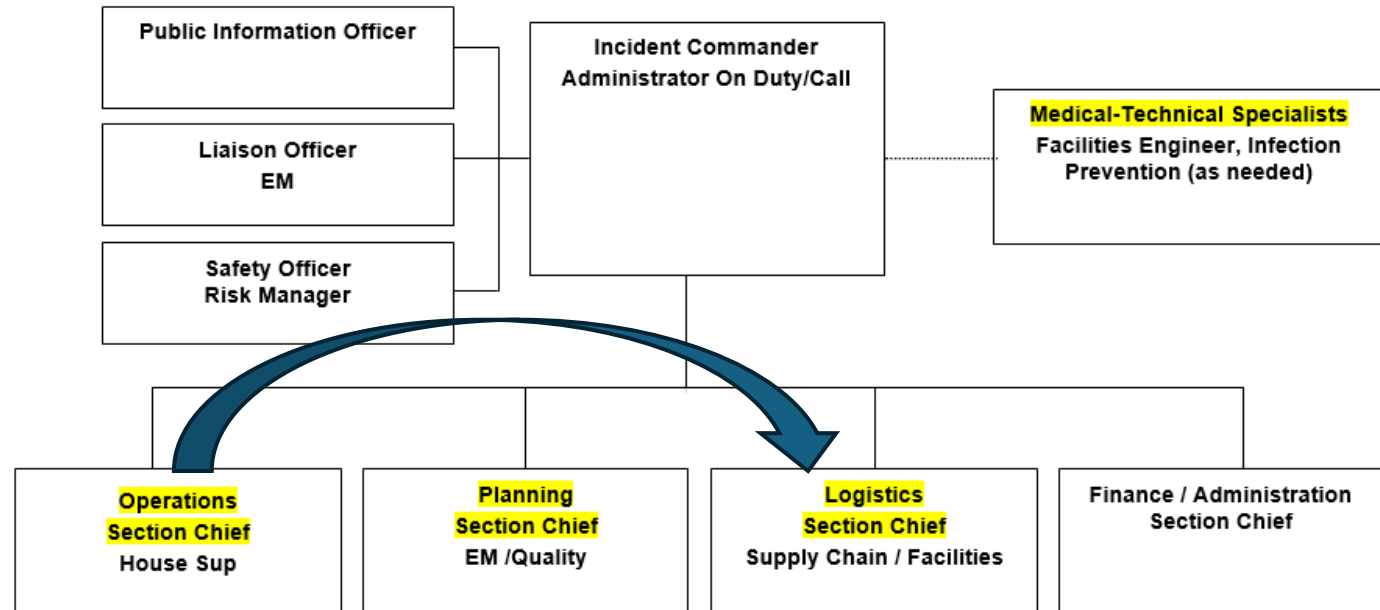 Public Information Officer
Incident Commander
Administrator On Duty/Call
Medical-Technical Specialists
Facilities Engineer, Infection
Prevention (as needed)
Liaison Officer
EM
Safety Officer
Risk Manager
Operations
Section Chief
House Sup
Planning
Section Chief
EM /Quality
Logistics
Section Chief
Supply Chain / Facilities
Finance / Administration
Section Chief